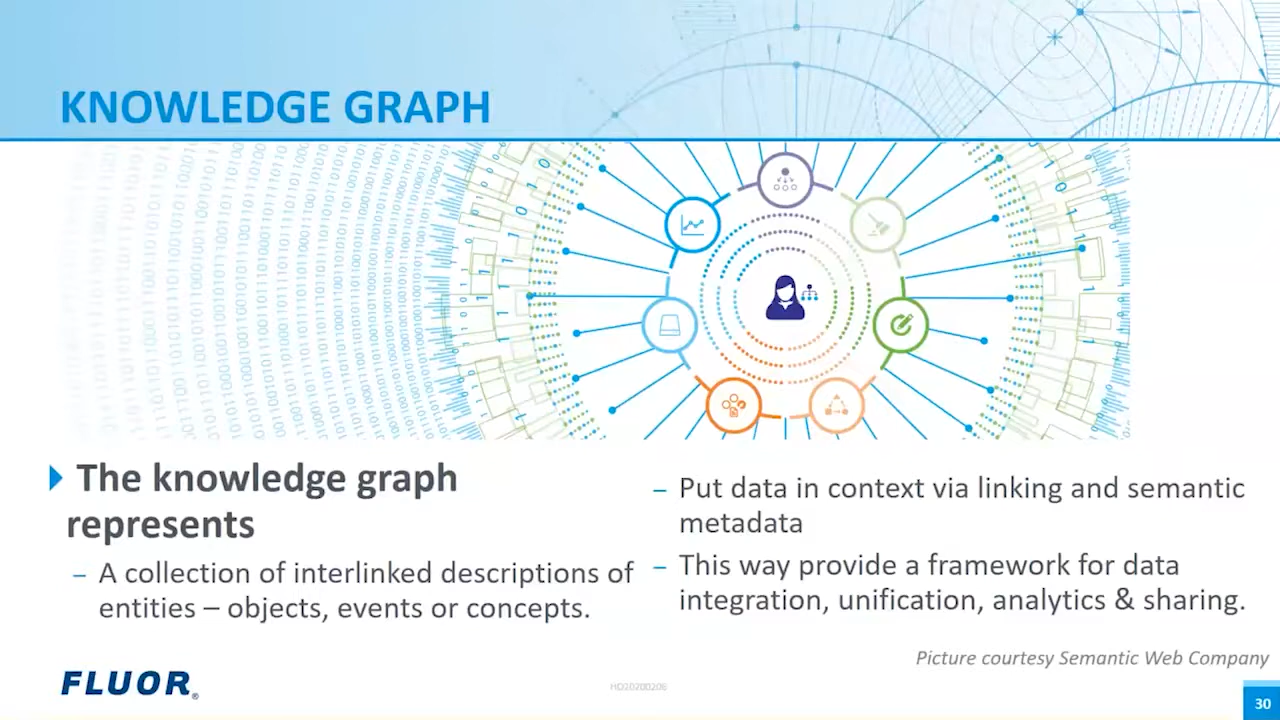 KNOWLEDGE GRAPH
The knowledge graph
represents
– A collection of interlinked descriptions of
entities – objects, events or concepts.
– Put data in context via linking and semantic
metadata
– This way provide a framework for data
integration, unification, analytics & sharing.
Picture courtesy Semantic Web Company
FLUOR®
HD20200206
30